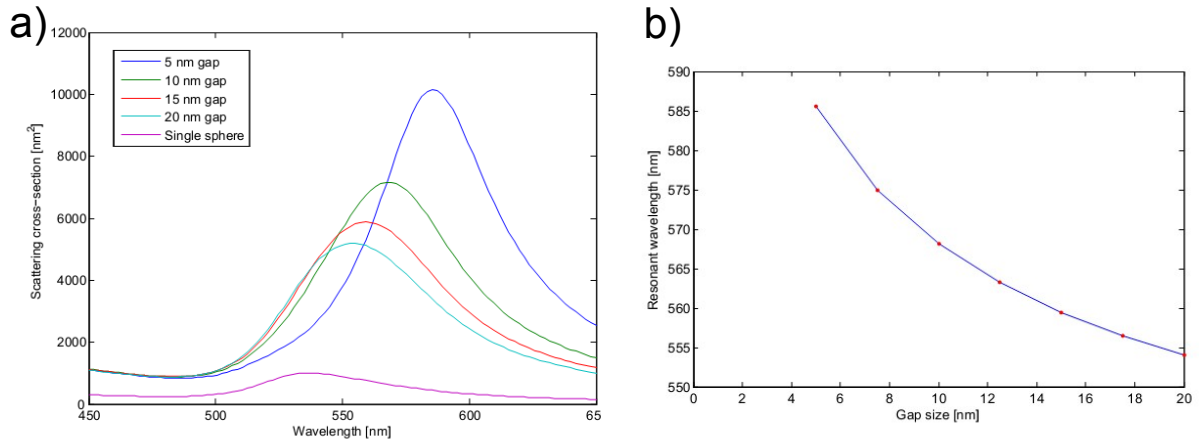 a)
12000
10000
8000
6000
4000
2000
0
Scattering cross-section [nm²]
5 nm gap
10 nm gap
15 nm gap
20 nm gap
Single sphere
450 500 550 600 65
Wavelength [nm]
b)
590
585
580
575
570
565
560
555
550
Resonant wavelength [nm]
0 2 4 6 8 10 12 14 16 18 20
Gap size [nm]